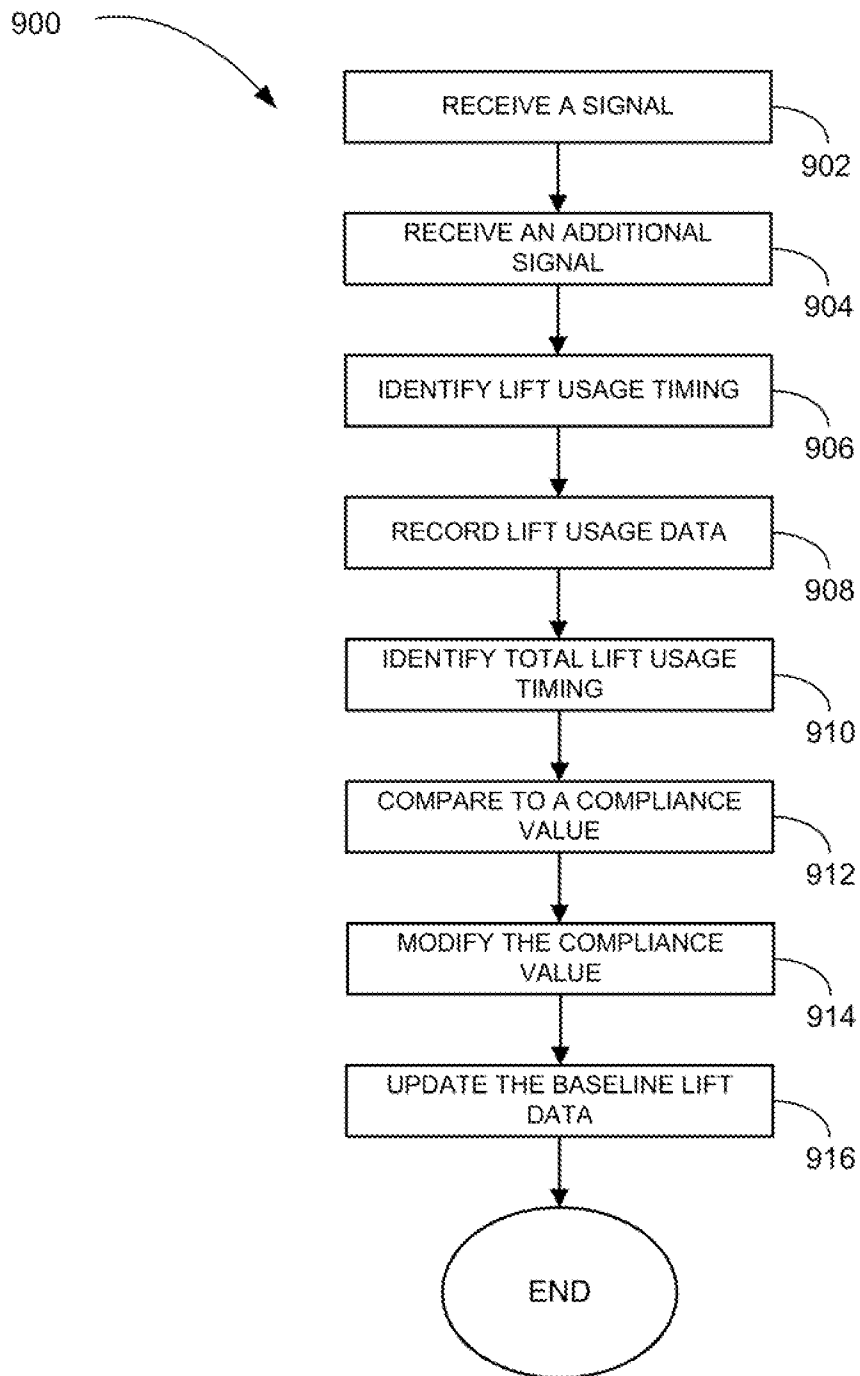 900
RECEIVE A SIGNAL
902
RECEIVE AN ADDITIONAL
SIGNAL
904
IDENTIFY LIFT USAGE TIMING
906
RECORD LIFT USAGE DATA
908
IDENTIFY TOTAL LIFT USAGE
TIMING
910
COMPARE TO A COMPLIANCE
VALUE
912
MODIFY THE COMPLIANCE
VALUE
914
UPDATE THE BASELINE LIFT
DATA
916
END